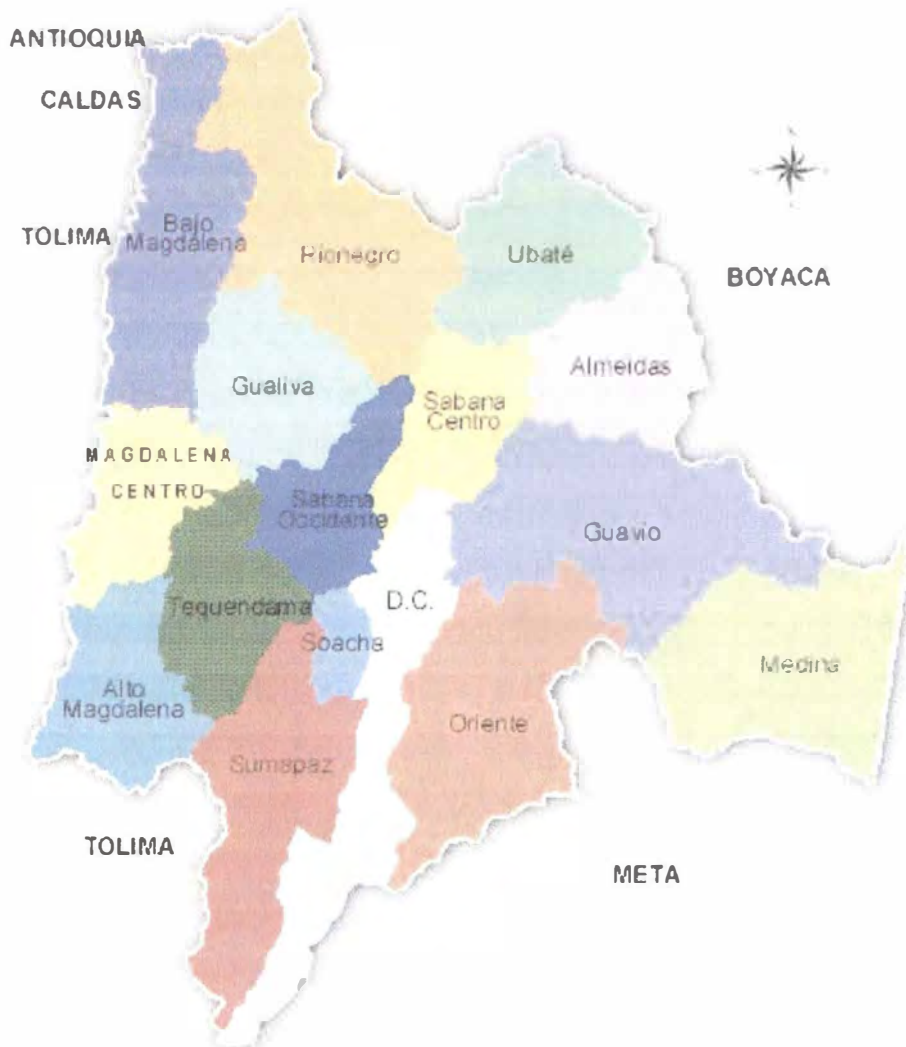 ANTIOQUIA
CALDAS
TOLIMA
Bajo
Magdalena
Rionegro
Ubaté
BOYACA
Gualiva
Almeidas
Sabana
Centro
MAGDALENA
CENTRO
Sabana
Occidente
Guavio
Tequendama
D.C.
Soacha
Medina
Alto
Magdalena
Oriente
Sumapaz
TOLIMA
META